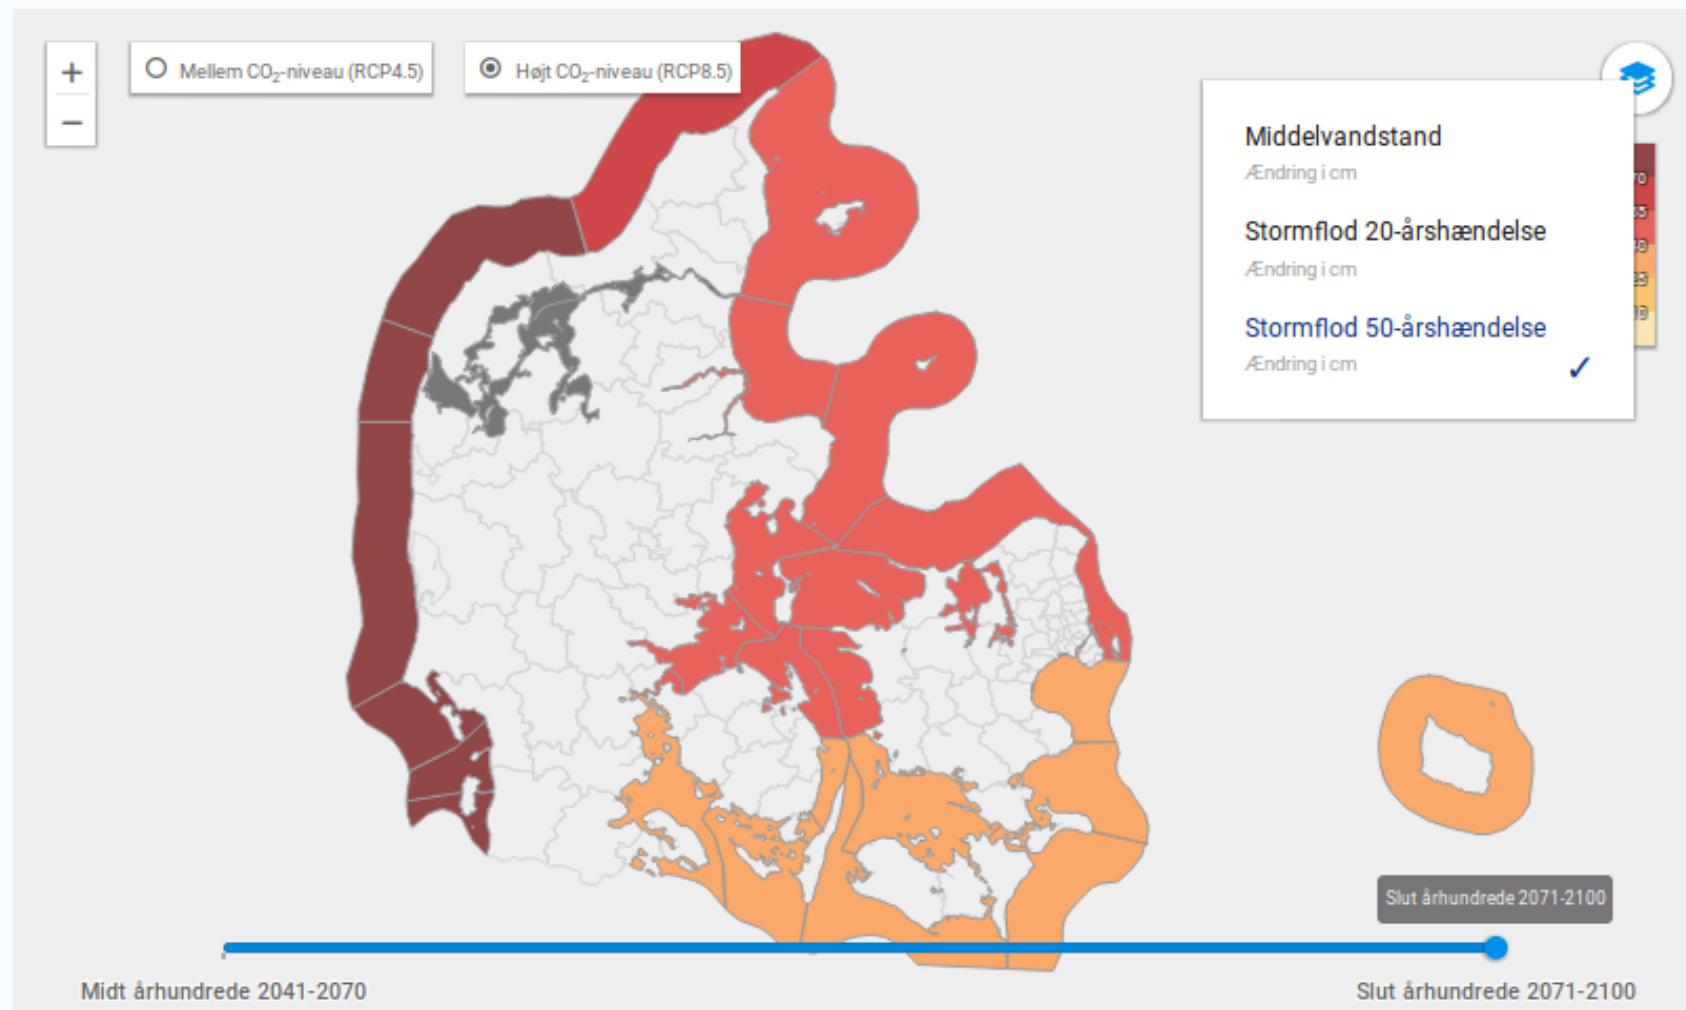 +
Mellem CO₂-niveau (RCP4.5)
Højt CO₂-niveau (RCP8.5)
−
Middelvandstand
Ændring i cm
Stormflod 20-årshændelse
Ændring i cm
Stormflod 50-årshændelse
Ændring i cm
Slut århundrede 2071-2100
Midt århundrede 2041-2070
Slut århundrede 2071-2100